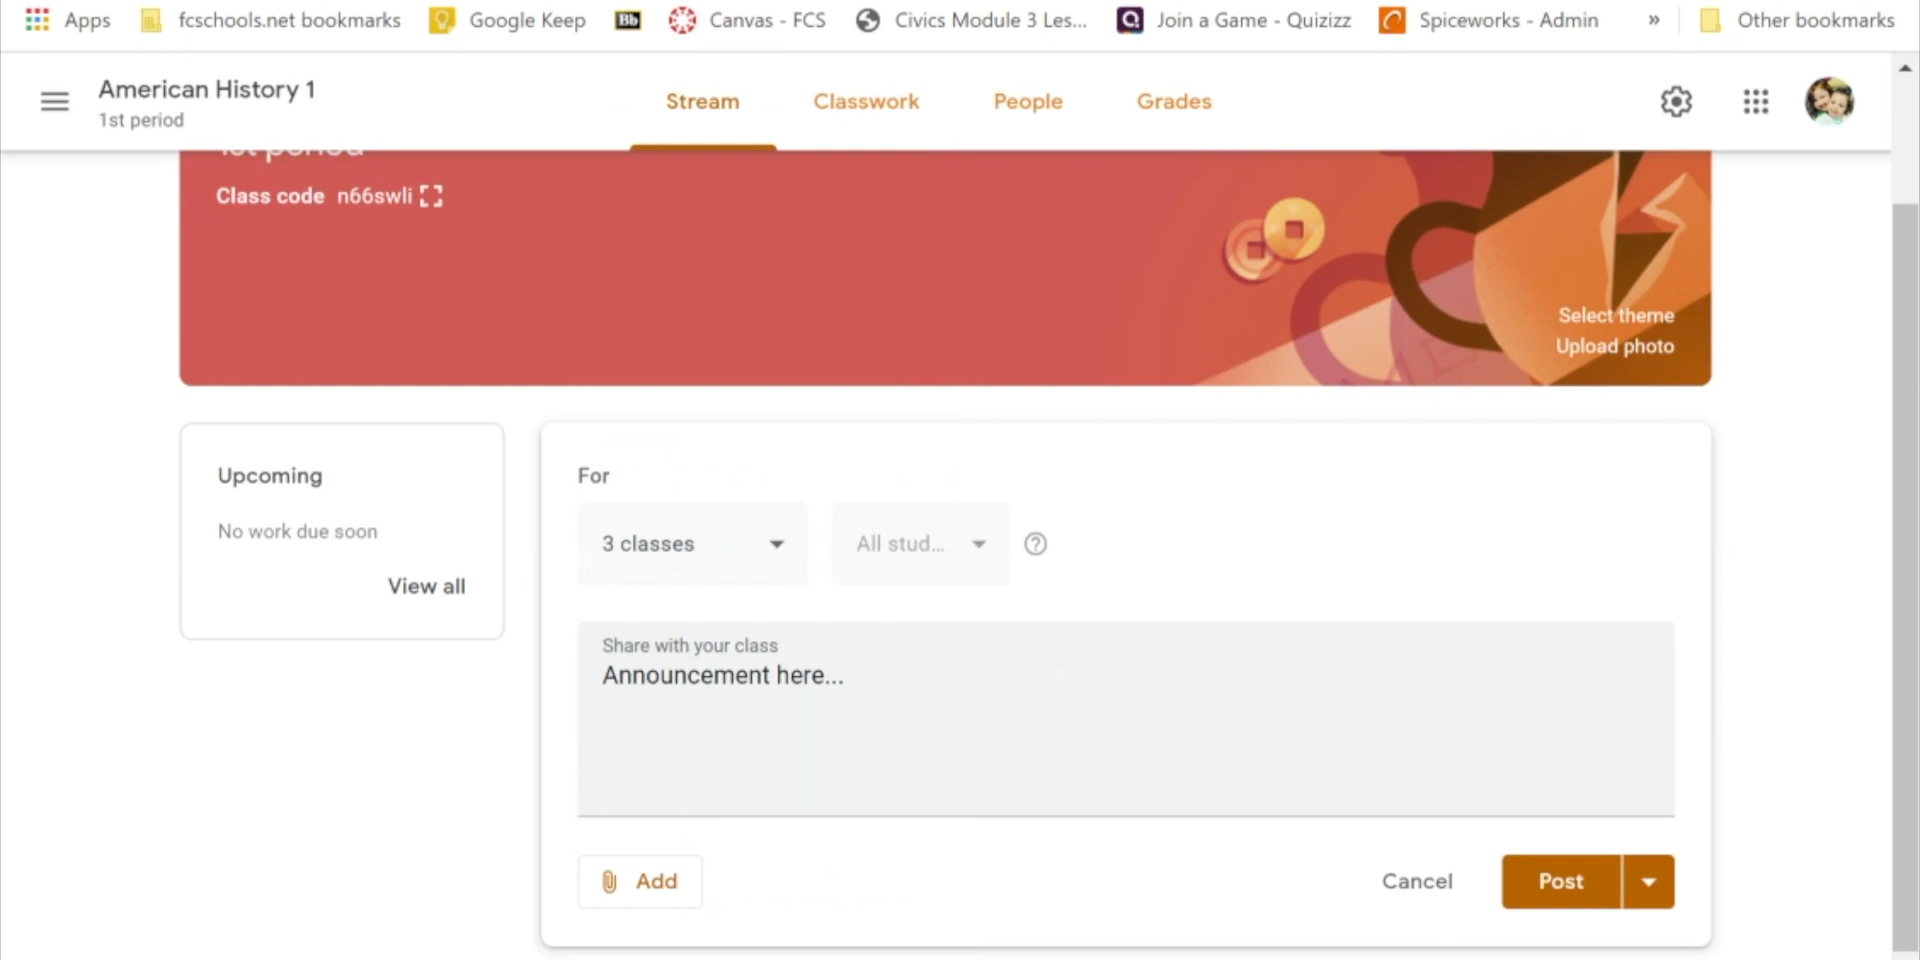 Apps fcschools.net bookmarks Google Keep Bb Canvas - FCS Civics Module 3 Les... Join a Game - Quizizz Spiceworks - Admin » Other bookmarks
American History 1
1st period
Stream Classwork People Grades
1st period
Class code n66swli
Select theme
Upload photo
Upcoming
No work due soon
View all
For
3 classes All stud...
Share with your class
Announcement here...
Add Cancel Post